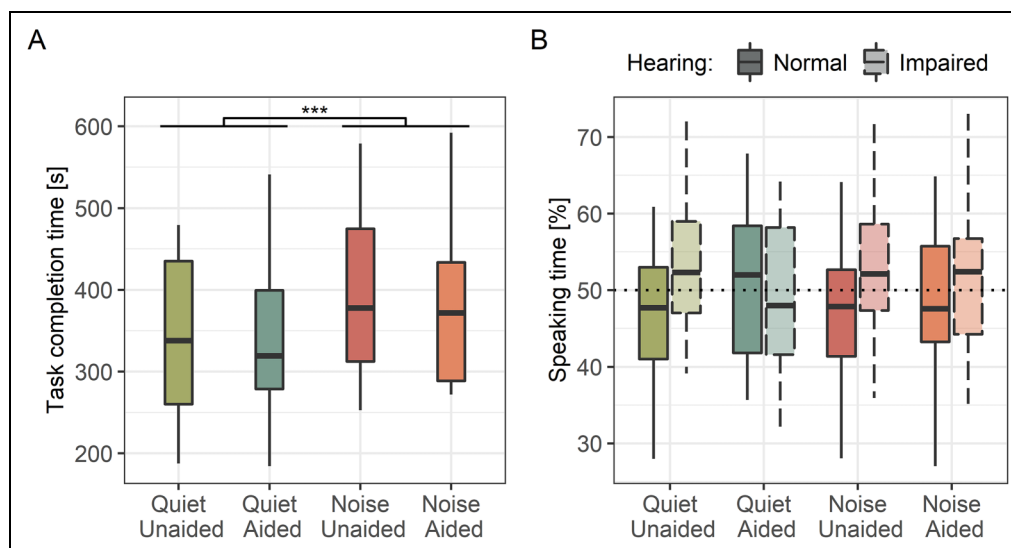 A
Task completion time [s]
600
500
400
300
200
***
Quiet Unaided
Quiet Aided
Noise Unaided
Noise Aided
B
Hearing: Normal Impaired
Speaking time [%]
70
60
50
40
30
Quiet Unaided
Quiet Aided
Noise Unaided
Noise Aided